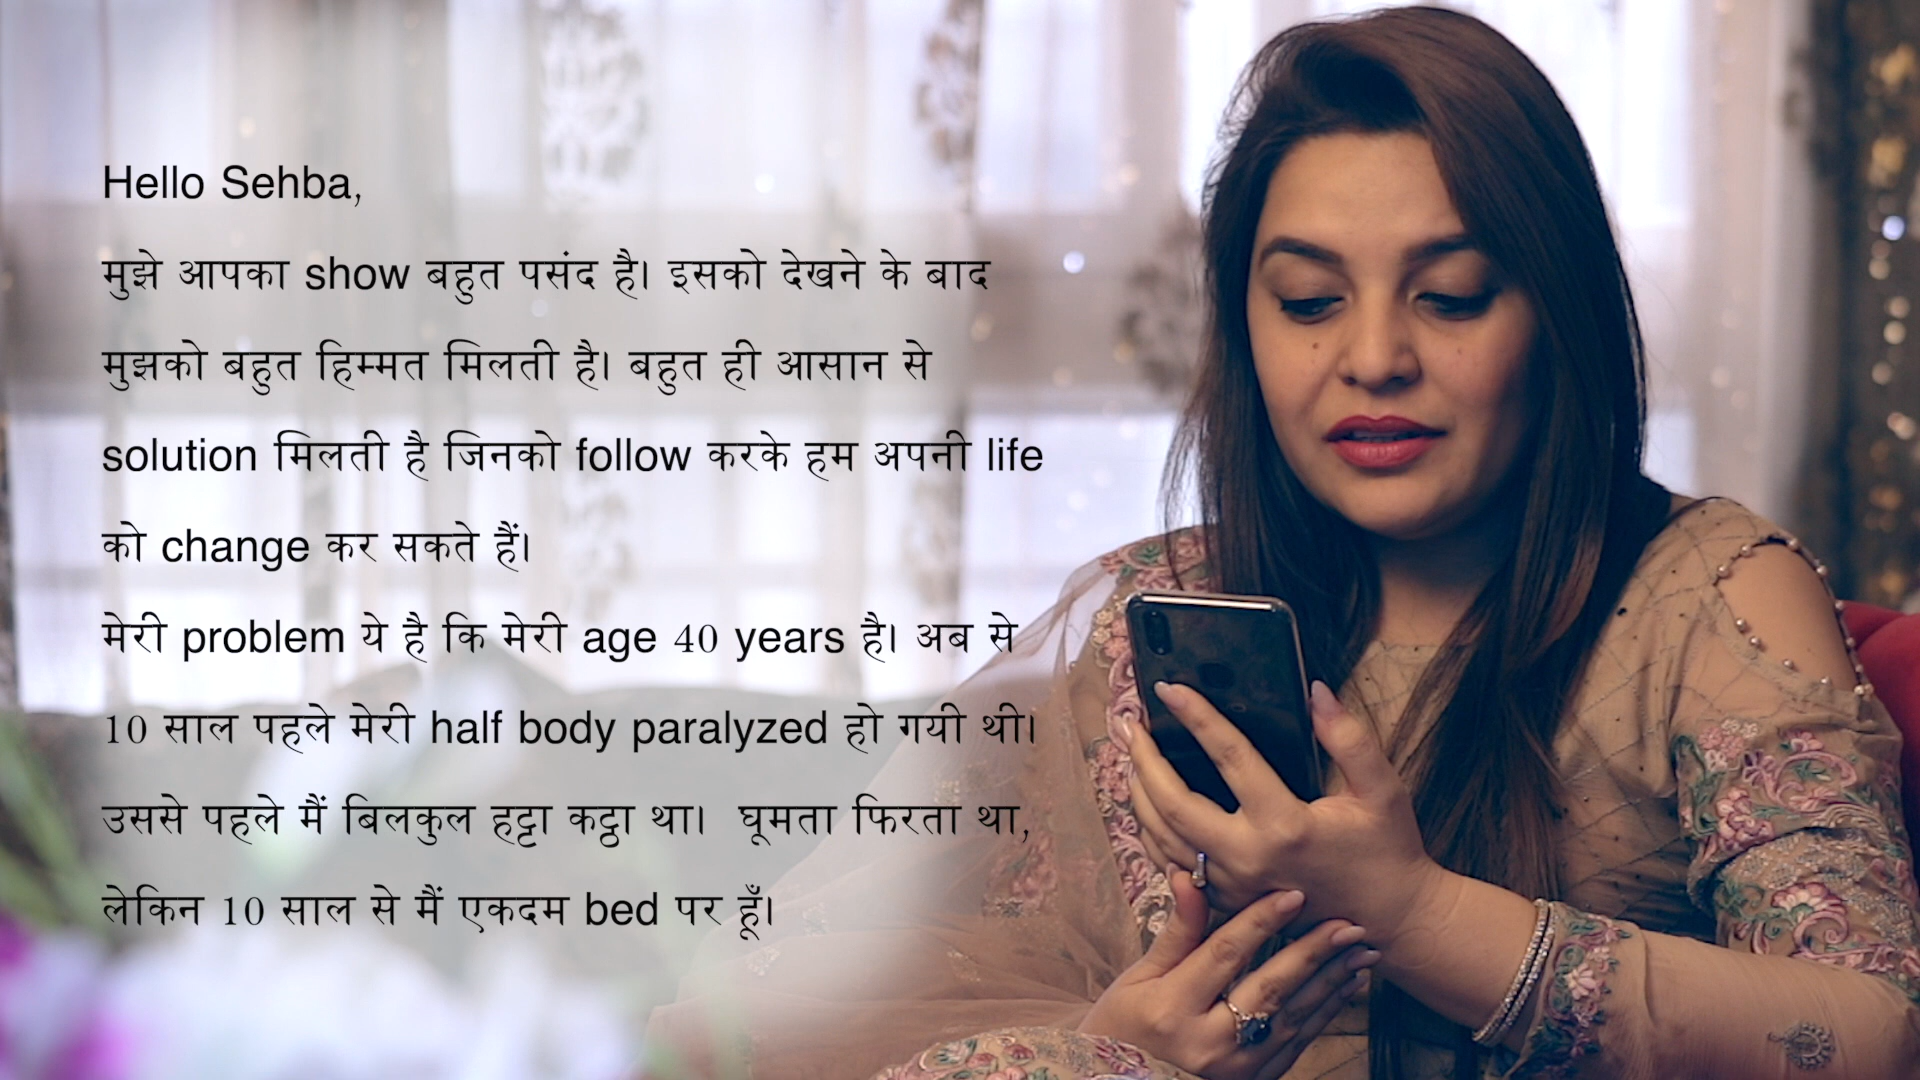 Hello Sehba,
मुझे आपका show बहुत पसंद है। इसको देखने के बाद
मुझको बहुत हिम्मत मिलती है। बहुत ही आसान से
solution मिलती है जिनको follow करके हम अपनी life
को change कर सकते हैं।
मेरी problem ये है कि मेरी age 40 years है। अब से
10 साल पहले मेरी half body paralyzed हो गयी थी।
उससे पहले मैं बिलकुल हट्टा कट्ठा था। घूमता फिरता था,
लेकिन 10 साल से मैं एकदम bed पर हूँ।